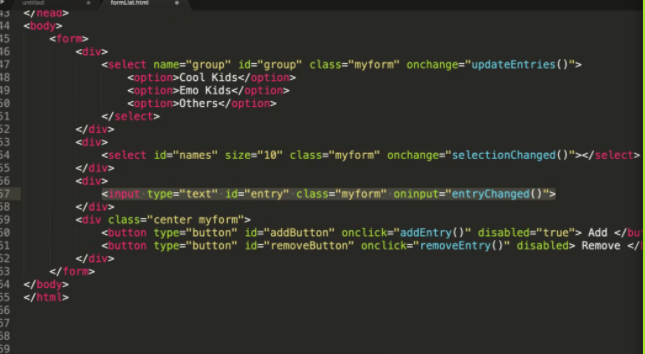 untitled formList.html
43 </head>
44 <body>
45 <form>
46 <div>
47 <select name="group" id="group" class="myform" onchange="updateEntries()">
48 <option>Cool Kids</option>
49 <option>Emo Kids</option>
50 <option>Others</option>
51 </select>
52 </div>
53 <div>
54 <select id="names" size="10" class="myform" onchange="selectionChanged()"></select>
55 </div>
56 <div>
57 <input type="text" id="entry" class="myform" oninput="entryChanged()">
58 </div>
59 <div class="center myform">
60 <button type="button" id="addButton" onclick="addEntry()" disabled="true"> Add </bu
61 <button type="button" id="removeButton" onclick="removeEntry()" disabled> Remove </
62 </div>
63 </form>
64 </body>
65 </html>
66
67
68
69